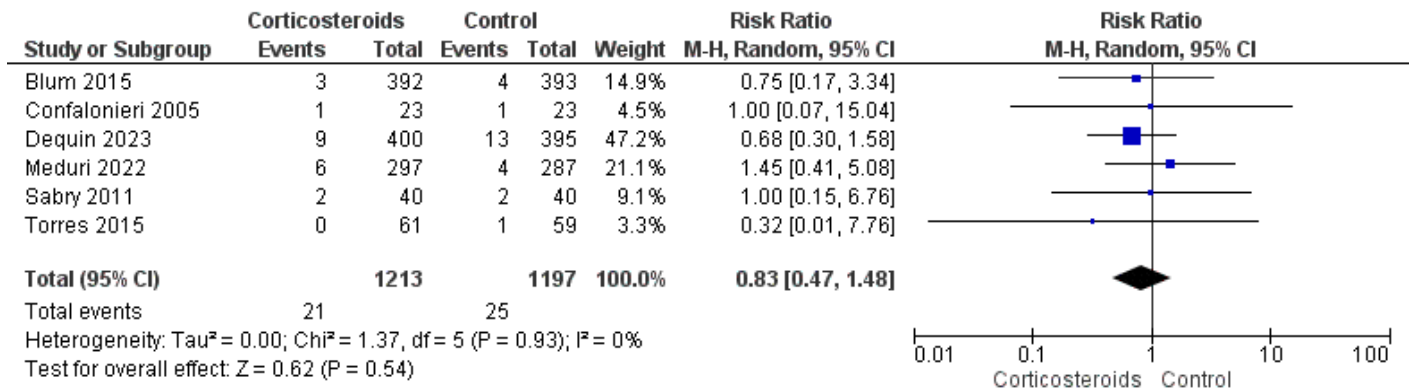 Corticosteroids Control Risk Ratio Risk Ratio
Study or Subgroup Events Total Events Total Weight M-H, Random, 95% CI M-H, Random, 95% CI
Blum 2015 3 392 4 393 14.9% 0.75 [0.17, 3.34]
Confalonieri 2005 1 23 1 23 4.5% 1.00 [0.07, 15.04]
Dequin 2023 9 400 13 395 47.2% 0.68 [0.30, 1.58]
Meduri 2022 6 297 4 287 21.1% 1.45 [0.41, 5.08]
Sabry 2011 2 40 2 40 9.1% 1.00 [0.15, 6.76]
Torres 2015 0 61 1 59 3.3% 0.32 [0.01, 7.76]
Total (95% CI) 1213 1197 100.0% 0.83 [0.47, 1.48]
Total events 21 25
Heterogeneity: Tau² = 0.00; Chi² = 1.37, df = 5 (P = 0.93); I² = 0%
Test for overall effect: Z = 0.62 (P = 0.54)
0.01 0.1 1 10 100
Corticosteroids Control